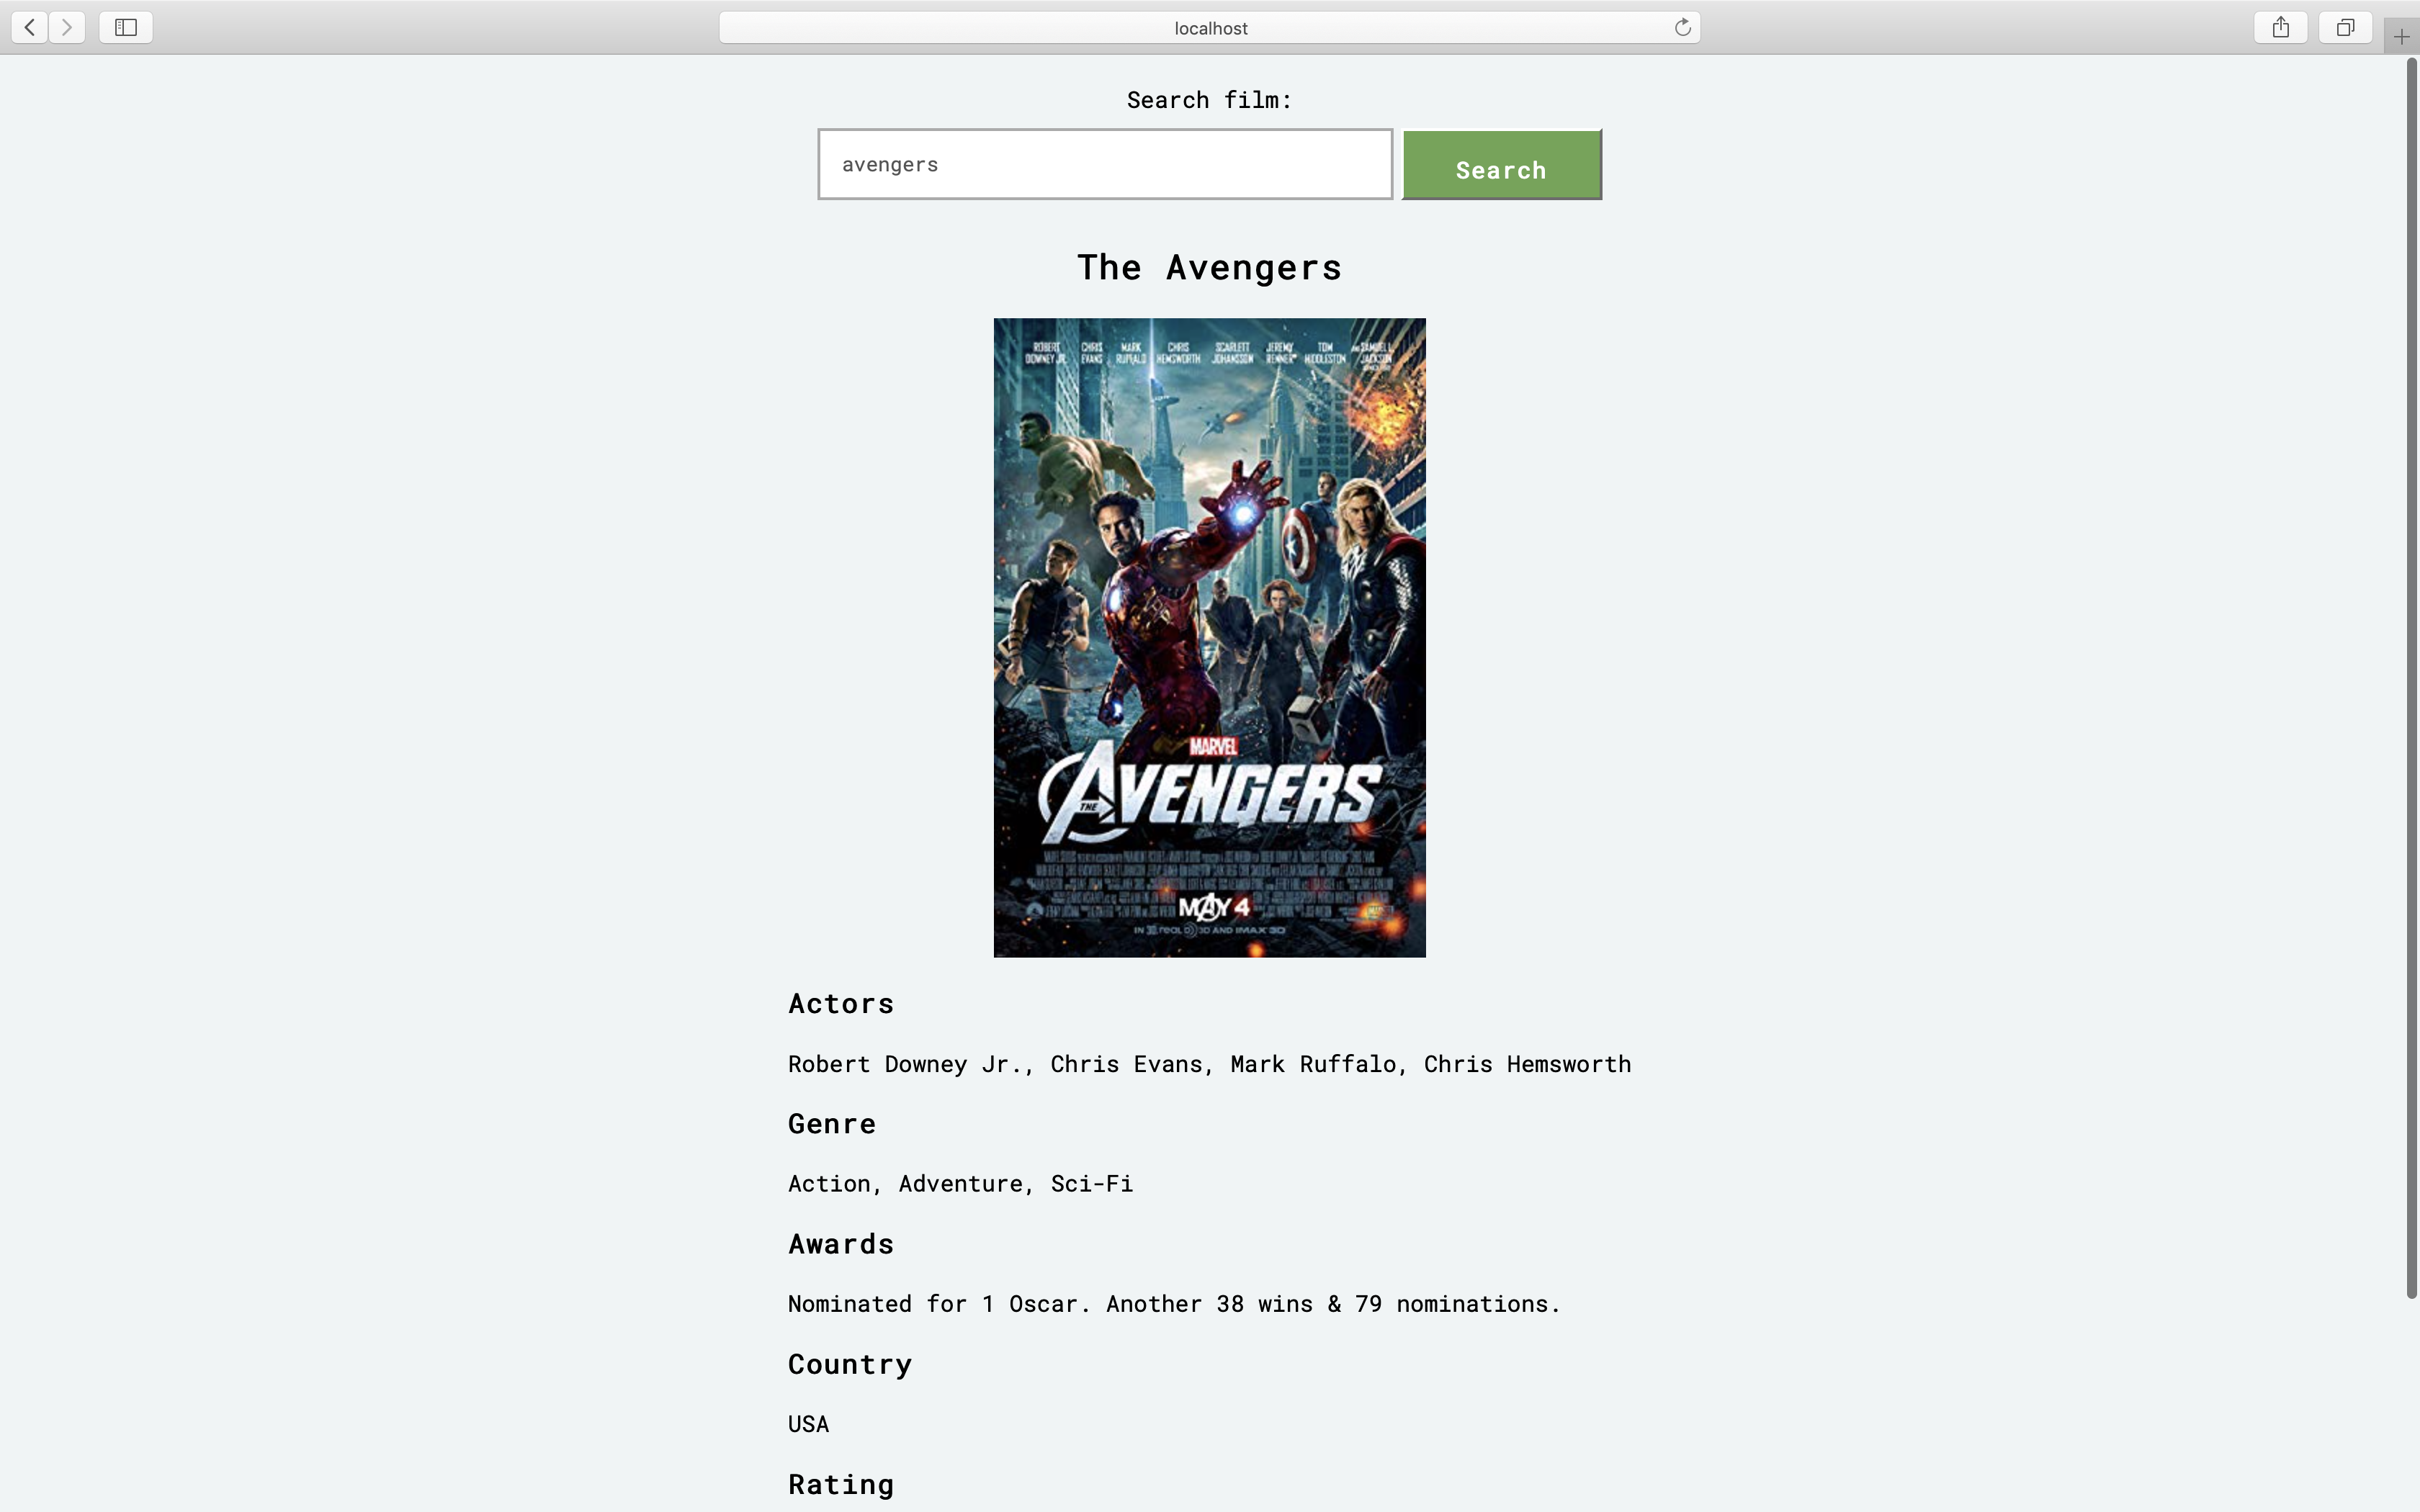 localhost
Search film:
avengers
Search
The Avengers
ROBERT DOWNEY JR. CHRIS EVANS MARK RUFFALO CHRIS HEMSWORTH SCARLETT JOHANSSON JEREMY RENNER TOM HIDDLESTON AND SAMUEL L. JACKSON
MARVEL
THE AVENGERS
MAY 4
IN REAL D 3D AND IMAX 3D
Actors
Robert Downey Jr., Chris Evans, Mark Ruffalo, Chris Hemsworth
Genre
Action, Adventure, Sci-Fi
Awards
Nominated for 1 Oscar. Another 38 wins & 79 nominations.
Country
USA
Rating